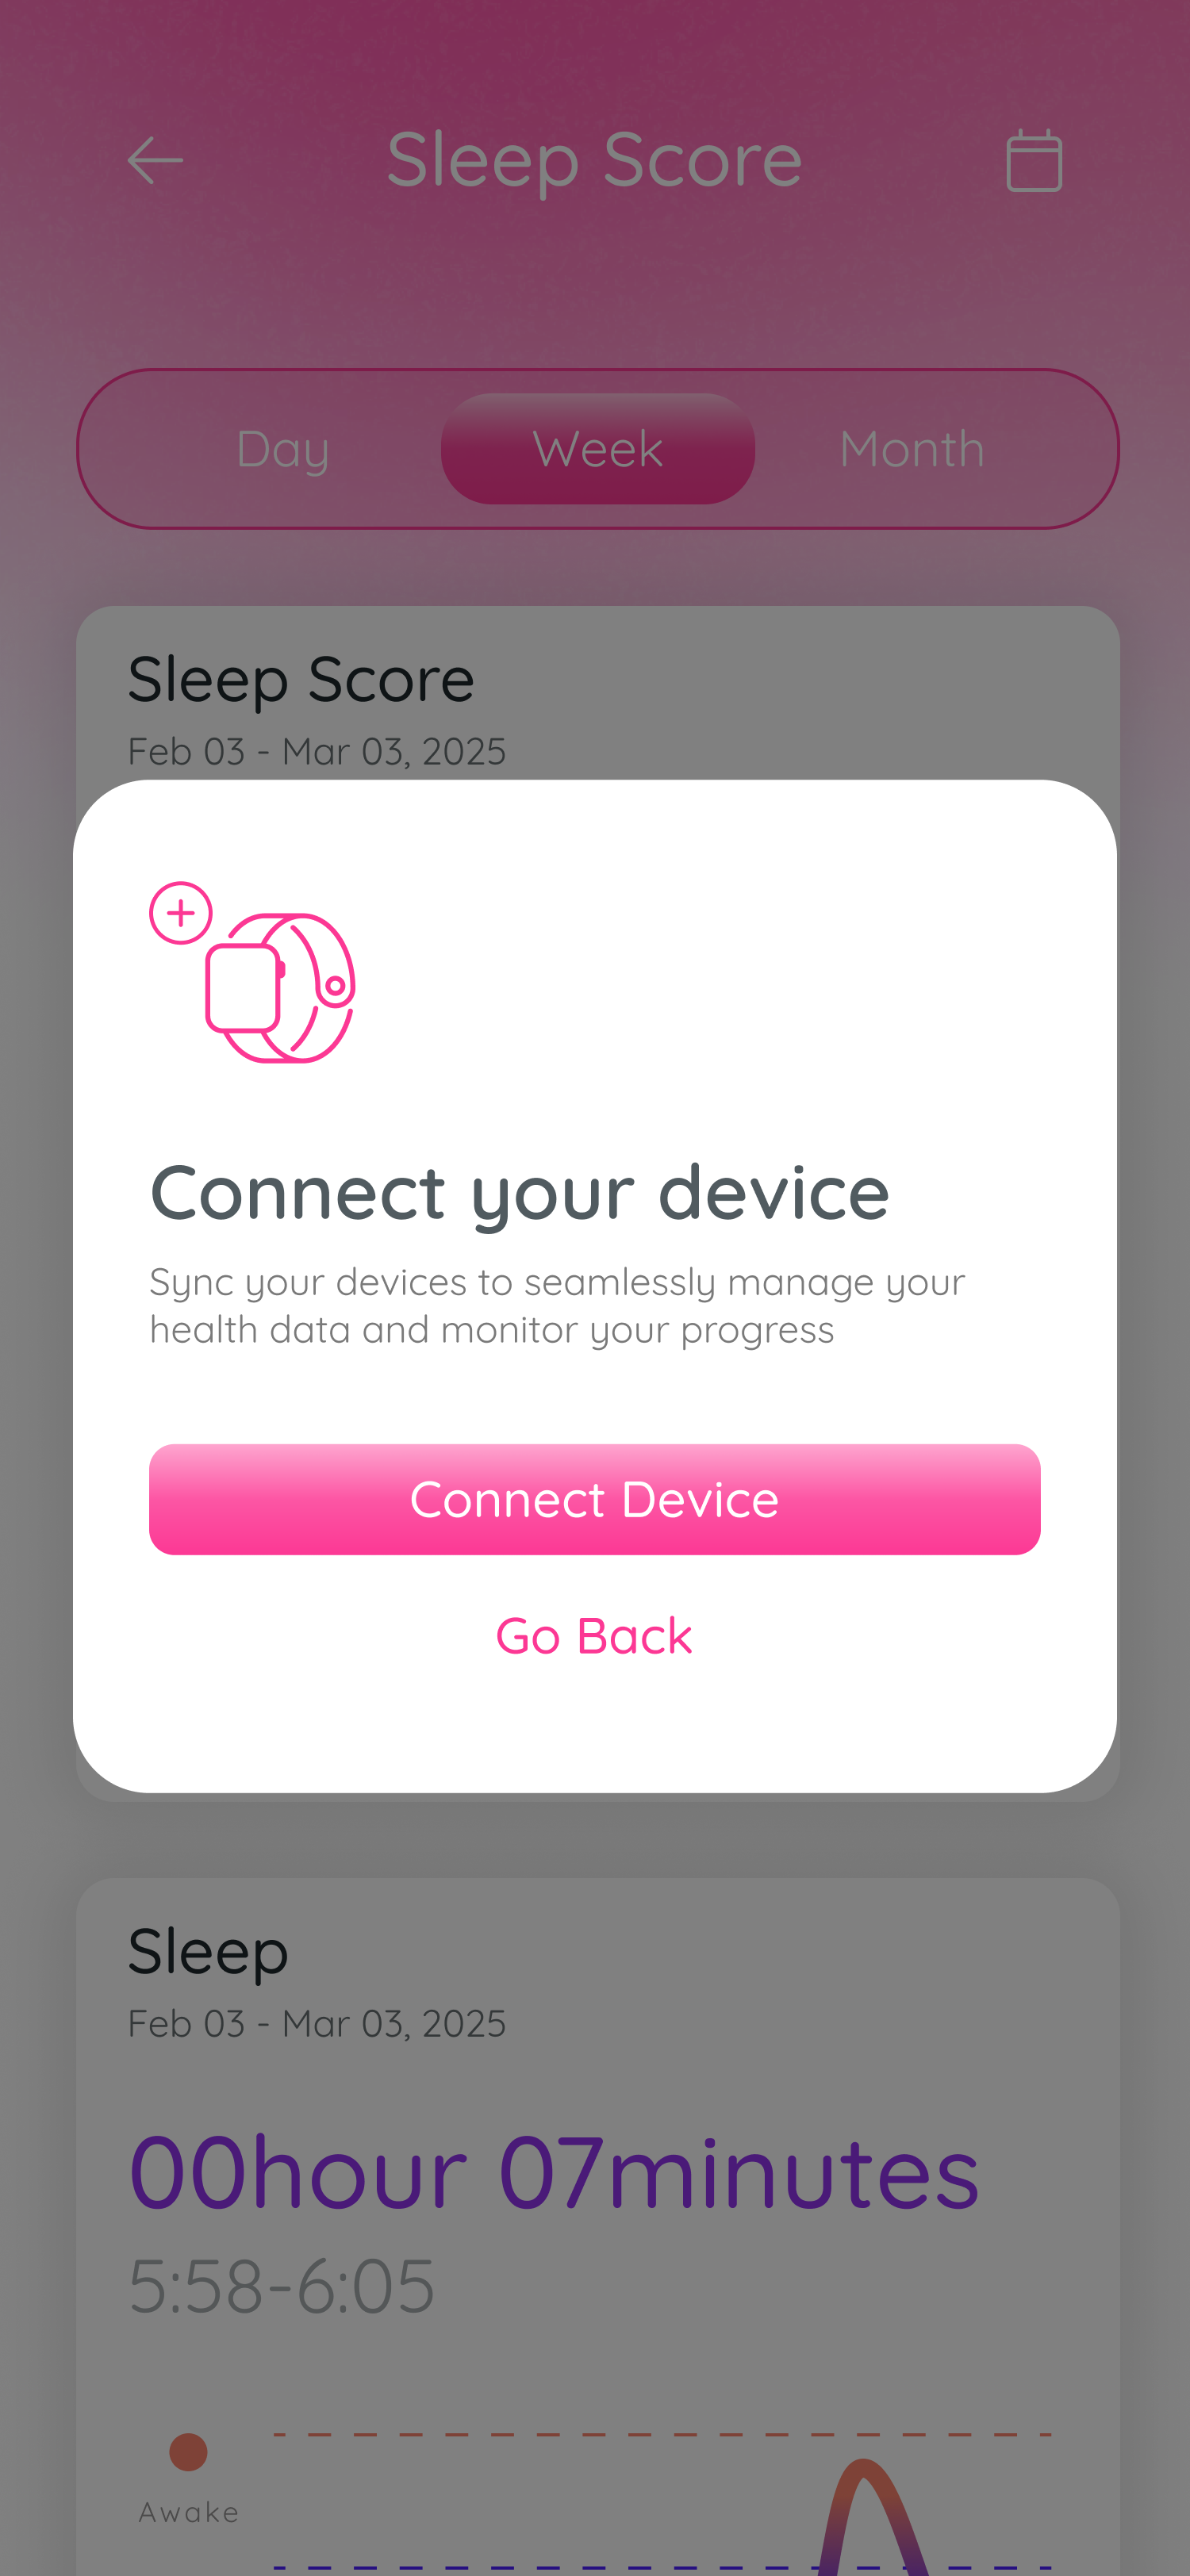 Sleep Score
Day Week Month
Sleep Score
Feb 03 - Mar 03, 2025
Connect your device
Sync your devices to seamlessly manage your
health data and monitor your progress
Connect Device
Go Back
Sleep
Feb 03 - Mar 03, 2025
00hour 07minutes
5:58-6:05
Awake